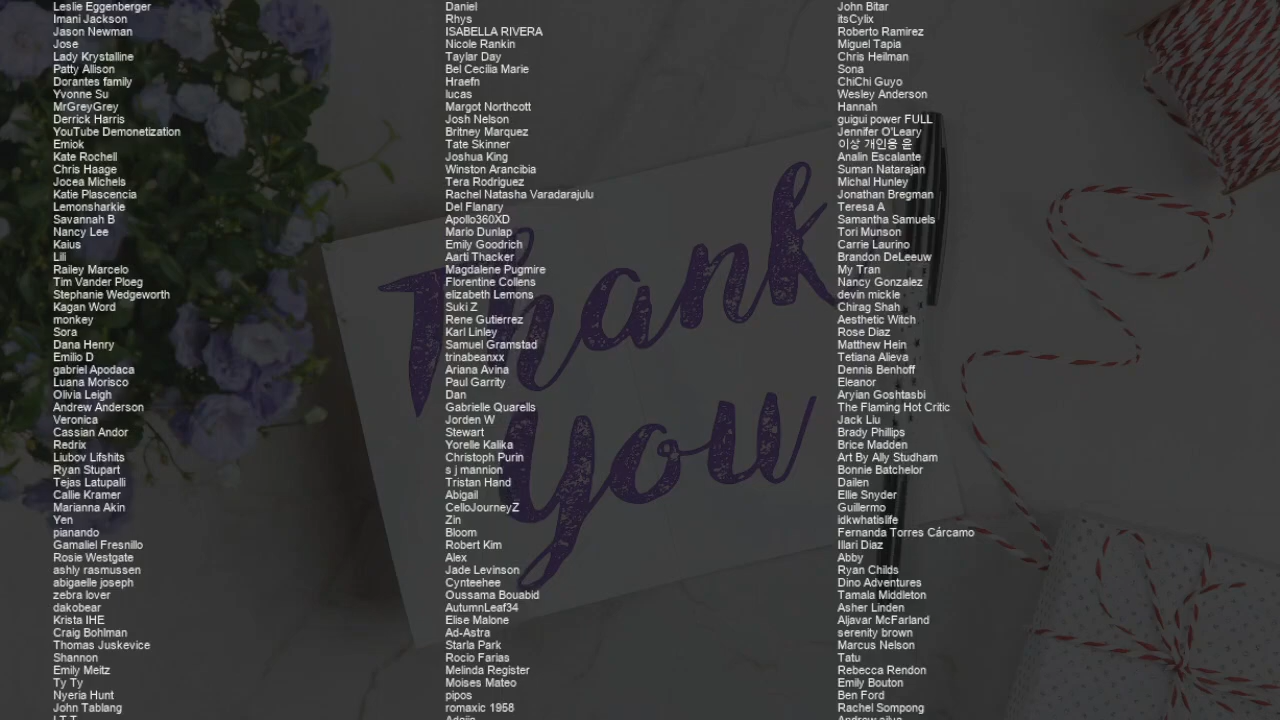 Leslie Eggenberger
Imani Jackson
Jason Newman
Jose
Lady Krystalline
Patty Allison
Dorantes family
Yvonne Su
MrGreyGrey
Derrick Harris
YouTube Demonetization
Emiok
Kate Rochell
Chris Haage
Jocea Michels
Katie Plascencia
Lemonsharkie
Savannah B
Nancy Lee
Kaius
Lili
Railey Marcelo
Tim Vander Ploeg
Stephanie Wedgeworth
Kagan Word
monkey
Sora
Dana Henry
Emilio D
gabriel Apodaca
Luana Morisco
Olivia Leigh
Andrew Anderson
Veronica
Cassian Andor
Redrix
Liubov Lifshits
Ryan Stupart
Tejas Latupalli
Callie Kramer
Marianna Akin
Yen
pianando
Gamaliel Fresnillo
Rosie Westgate
ashly rasmussen
abigaelle joseph
zebra lover
dakobear
Krista IHE
Craig Bohlman
Thomas Juskevice
Shannon
Emily Meitz
Ty Ty
Nyeria Hunt
John Tablang
Daniel
Rhys
ISABELLA RIVERA
Nicole Rankin
Taylar Day
Bel Cecilia Marie
Hraefn
lucas
Margot Northcott
Josh Nelson
Britney Marquez
Tate Skinner
Joshua King
Winston Arancibia
Tera Rodriguez
Rachel Natasha Varadarajulu
Del Flanary
Apollo360XD
Mario Dunlap
Emily Goodrich
Aarti Thacker
Magdalene Pugmire
Florentine Collens
elizabeth Lemons
Suki Z
Rene Gutierrez
Karl Linley
Samuel Gramstad
trinabeanxx
Ariana Avina
Paul Garrity
Dan
Gabrielle Quarells
Jorden W
Stewart
Yorelle Kalika
Christoph Purin
s j mannion
Tristan Hand
Abigail
CelloJourneyZ
Zin
Bloom
Robert Kim
Alex
Jade Levinson
Cynteehee
Oussama Bouabid
AutumnLeaf34
Elise Malone
Ad-Astra
Starla Park
Rocio Farias
Melinda Register
Moises Mateo
pipos
romaxic 1958
John Bitar
itsCylix
Roberto Ramirez
Miguel Tapia
Chris Heilman
Sona
ChiChi Guyo
Wesley Anderson
Hannah
guigui power FULL
Jennifer O'Leary
이상 개인용 윤
Analin Escalante
Suman Natarajan
Michal Hunley
Jonathan Bregman
Teresa A
Samantha Samuels
Tori Munson
Carrie Laurino
Brandon DeLeeuw
My Tran
Nancy Gonzalez
devin mickle
Chirag Shah
Aesthetic Witch
Rose Diaz
Matthew Hein
Tetiana Alieva
Dennis Benhoff
Eleanor
Aryian Goshtasbi
The Flaming Hot Critic
Jack Liu
Brady Phillips
Brice Madden
Art By Ally Studham
Bonnie Batchelor
Dailen
Ellie Snyder
Guillermo
idkwhatislife
Fernanda Torres Cárcamo
Illari Diaz
Abby
Ryan Childs
Dino Adventures
Tamala Middleton
Asher Linden
Aljavar McFarland
serenity brown
Marcus Nelson
Tatu
Rebecca Rendon
Emily Bouton
Ben Ford
Rachel Sompong
Thank
you